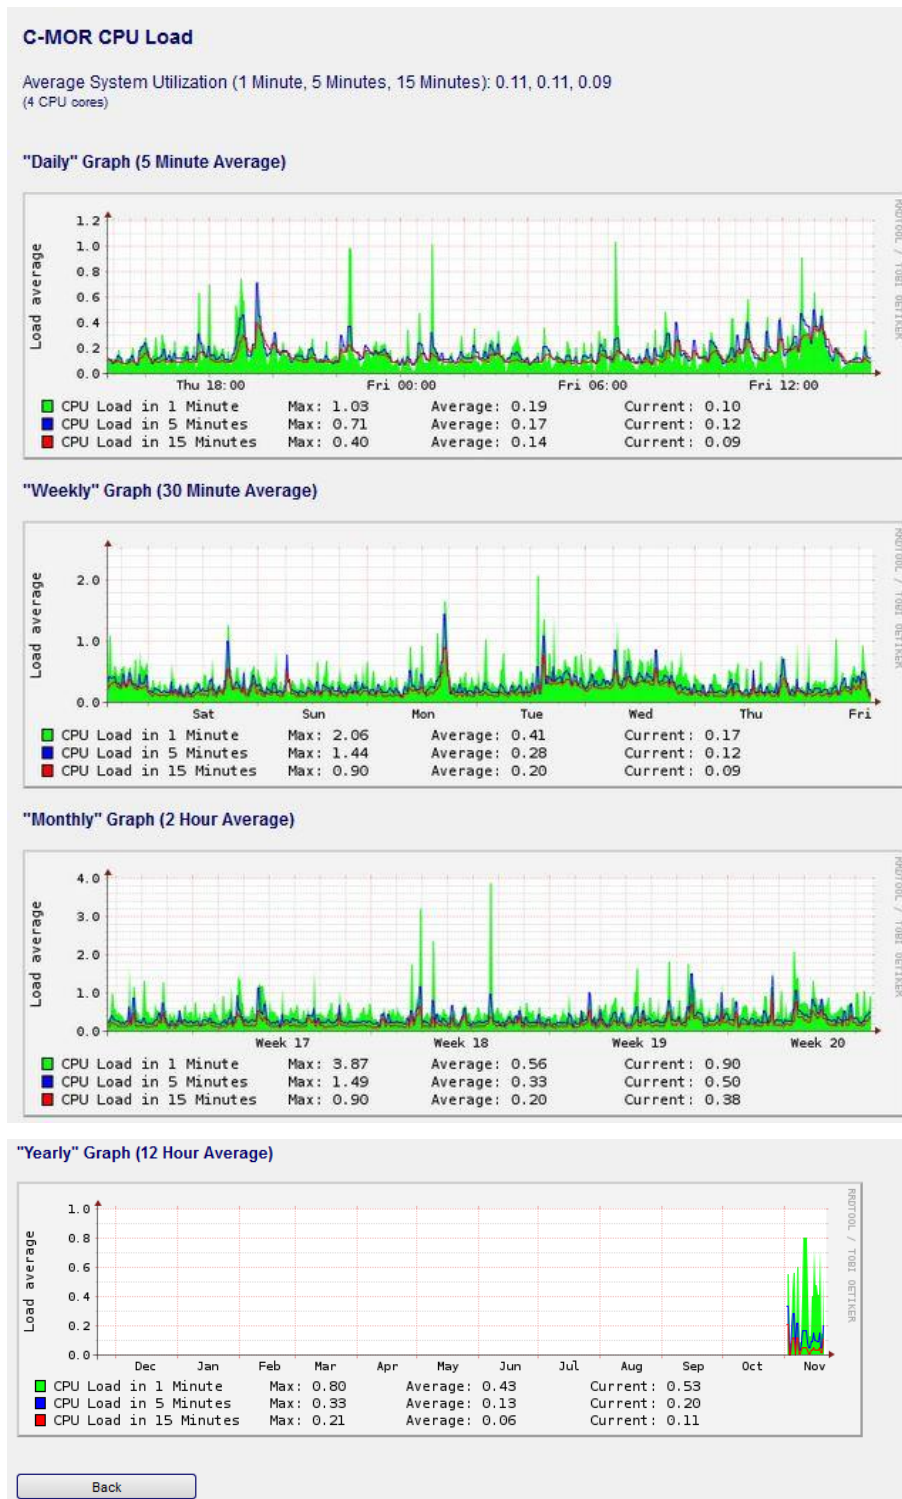 C-MOR CPU Load
Average System Utilization (1 Minute, 5 Minutes, 15 Minutes): 0.11, 0.11, 0.09
(4 CPU cores)
"Daily" Graph (5 Minute Average)
RRDTOOL / TOBI OETIKER
Load average
1.2
1.0
0.8
0.6
0.4
0.2
0.0
Thu 18:00 Fri 00:00 Fri 06:00 Fri 12:00
CPU Load in 1 Minute Max: 1.03 Average: 0.19 Current: 0.10
CPU Load in 5 Minutes Max: 0.71 Average: 0.17 Current: 0.12
CPU Load in 15 Minutes Max: 0.40 Average: 0.14 Current: 0.09
"Weekly" Graph (30 Minute Average)
RRDTOOL / TOBI OETIKER
Load average
2.0
1.0
0.0
Sat Sun Mon Tue Wed Thu Fri
CPU Load in 1 Minute Max: 2.06 Average: 0.41 Current: 0.17
CPU Load in 5 Minutes Max: 1.44 Average: 0.28 Current: 0.12
CPU Load in 15 Minutes Max: 0.90 Average: 0.20 Current: 0.09
"Monthly" Graph (2 Hour Average)
RRDTOOL / TOBI OETIKER
Load average
4.0
3.0
2.0
1.0
0.0
Week 17 Week 18 Week 19 Week 20
CPU Load in 1 Minute Max: 3.87 Average: 0.56 Current: 0.90
CPU Load in 5 Minutes Max: 1.49 Average: 0.33 Current: 0.50
CPU Load in 15 Minutes Max: 0.90 Average: 0.20 Current: 0.38
"Yearly" Graph (12 Hour Average)
RRDTOOL / TOBI OETIKER
Load average
1.0
0.8
0.6
0.4
0.2
0.0
Dec Jan Feb Mar Apr May Jun Jul Aug Sep Oct Nov
CPU Load in 1 Minute Max: 0.80 Average: 0.43 Current: 0.53
CPU Load in 5 Minutes Max: 0.33 Average: 0.13 Current: 0.20
CPU Load in 15 Minutes Max: 0.21 Average: 0.06 Current: 0.11
Back